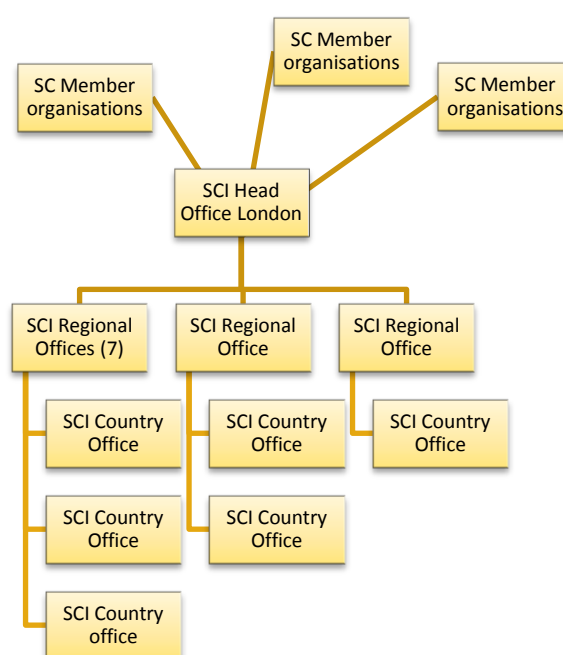 SC Member
organisations
SC Member
organisations
SC Member
organisations
SCI Head
Office London
SCI Regional
Offices (7)
SCI Regional
Office
SCI Regional
Office
SCI Country
Office
SCI Country
Office
SCI Country
Office
SCI Country
Office
SCI Country
Office
SCI Country
office